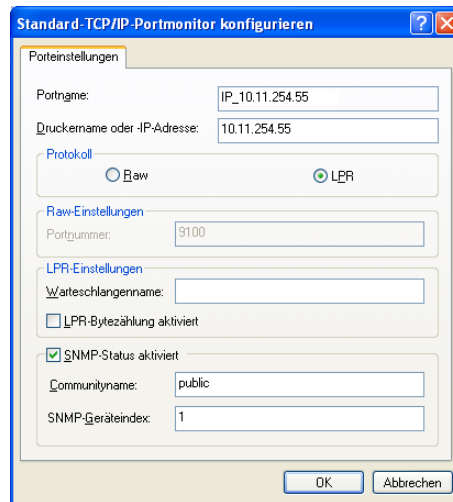 Standard-TCP/IP-Portmonitor konfigurieren
Porteinstellungen
Portname: IP_10.11.254.55
Druckername oder -IP-Adresse: 10.11.254.55
Protokoll
Raw LPR
Raw-Einstellungen
Portnummer: 9100
LPR-Einstellungen
Warteschlangenname:
LPR-Bytezählung aktiviert
SNMP-Status aktiviert
Communityname: public
SNMP-Geräteindex: 1
OK Abbrechen